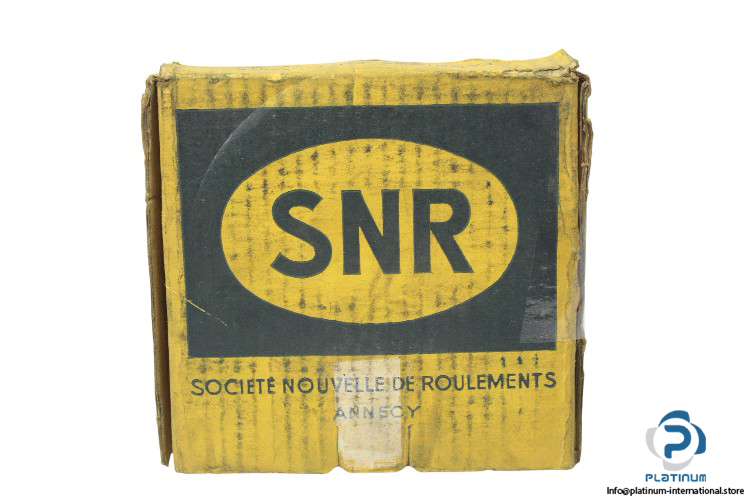 SNR
SOCIETE NOUVELLE DE ROULEMENTS
ANNECY
PLATINUM
Info@platinum-international.store